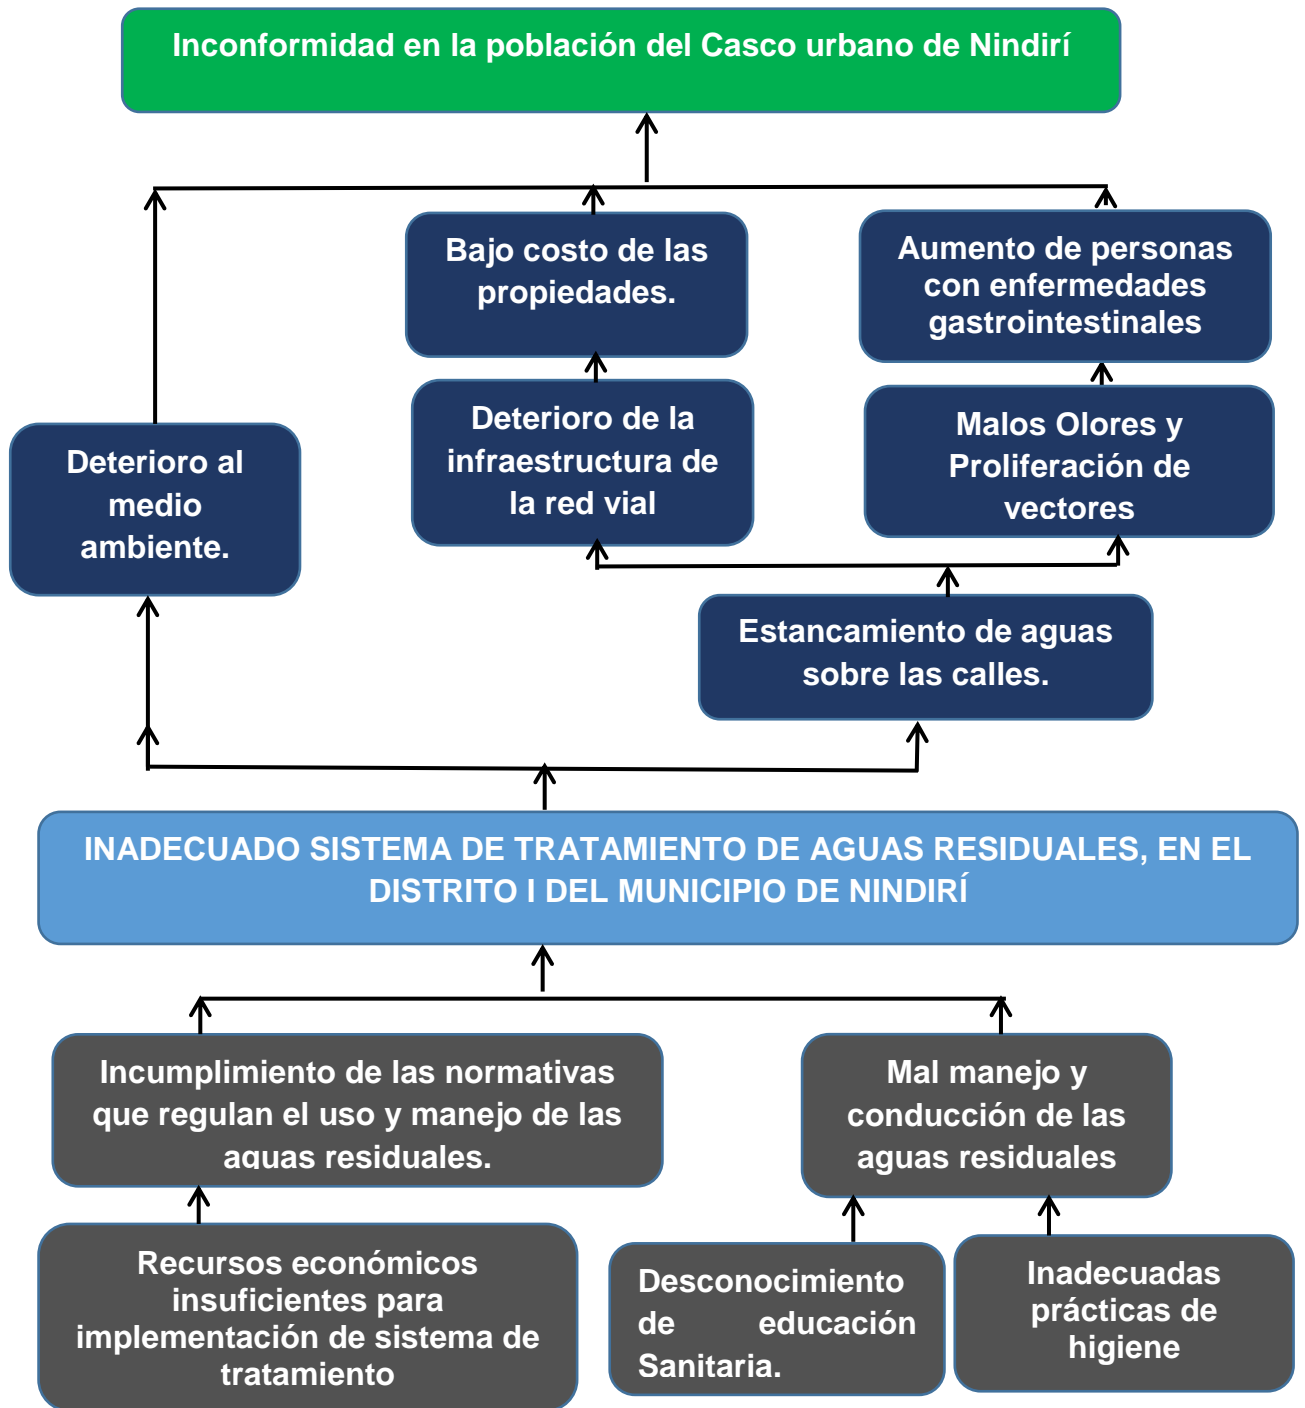 Inconformidad en la población del Casco urbano de Nindirí
Bajo costo de las
propiedades.
Aumento de personas
con enfermedades
gastrointestinales
Deterioro al
medio
ambiente.
Deterioro de la
infraestructura de
la red vial
Malos Olores y
Proliferación de
vectores
Estancamiento de aguas
sobre las calles.
INADECUADO SISTEMA DE TRATAMIENTO DE AGUAS RESIDUALES, EN EL
DISTRITO I DEL MUNICIPIO DE NINDIRÍ
Incumplimiento de las normativas
que regulan el uso y manejo de las
aguas residuales.
Mal manejo y
conducción de las
aguas residuales
Recursos económicos
insuficientes para
implementación de sistema de
tratamiento
Desconocimiento
de educación
Sanitaria.
Inadecuadas
prácticas de
higiene